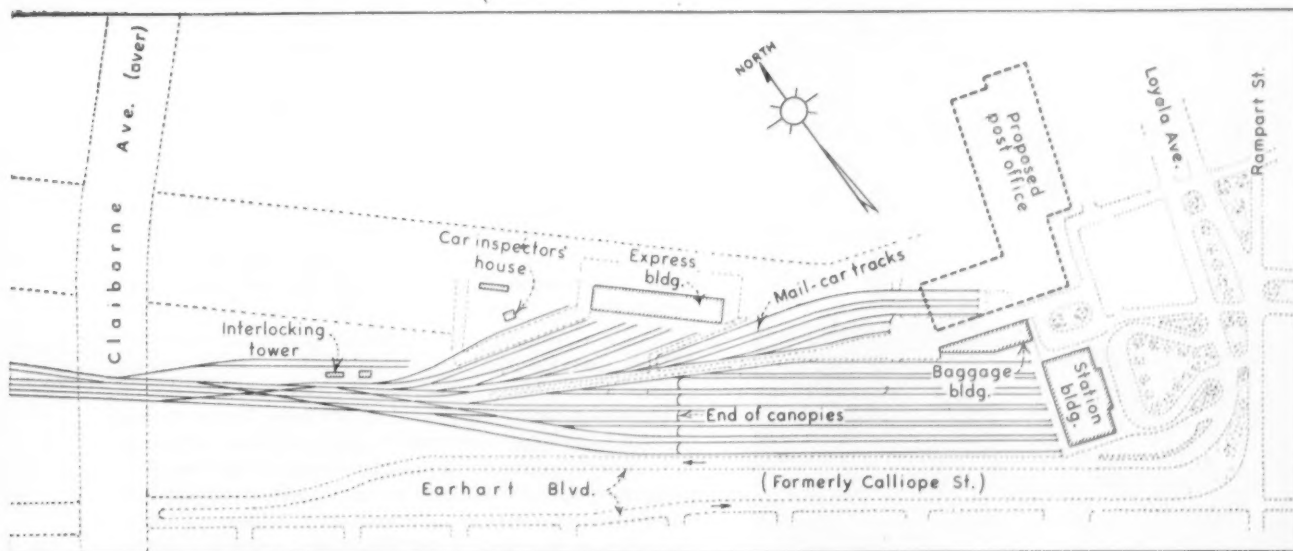 Claiborne Ave. (over)
NORTH
Proposed
post office
Loyola Ave.
Rampart St.
Car inspectors'
house
Express
bldg.
Mail-car tracks
Interlocking
tower
Baggage
bldg.
Station
bldg.
End of canopies
Earhart Blvd.
(Formerly Calliope St.)